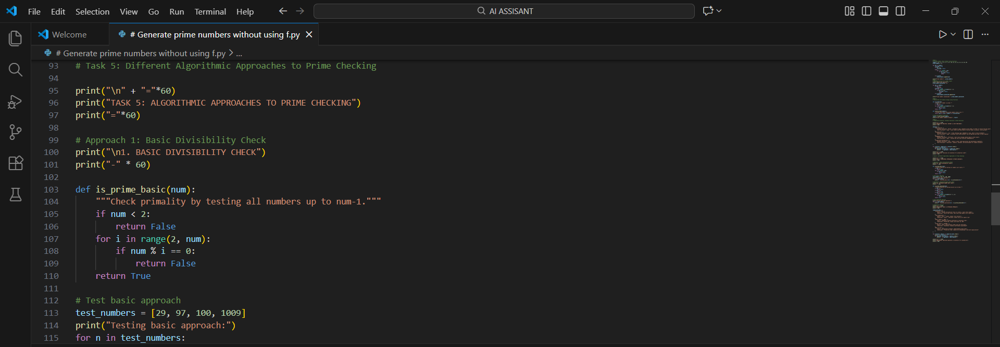 File Edit Selection View Go Run Terminal Help
AI ASSISANT
Welcome
# Generate prime numbers without using f.py
# Generate prime numbers without using f.py > ...
93 # Task 5: Different Algorithmic Approaches to Prime Checking
94
95 print("\n" + "="*60)
96 print("TASK 5: ALGORITHMIC APPROACHES TO PRIME CHECKING")
97 print("="*60)
98
99 # Approach 1: Basic Divisibility Check
100 print("\n1. BASIC DIVISIBILITY CHECK")
101 print("-" * 60)
102
103 def is_prime_basic(num):
104     """Check primality by testing all numbers up to num-1."""
105     if num < 2:
106         return False
107     for i in range(2, num):
108         if num % i == 0:
109             return False
110     return True
111
112 # Test basic approach
113 test_numbers = [29, 97, 100, 1009]
114 print("Testing basic approach:")
115 for n in test_numbers: